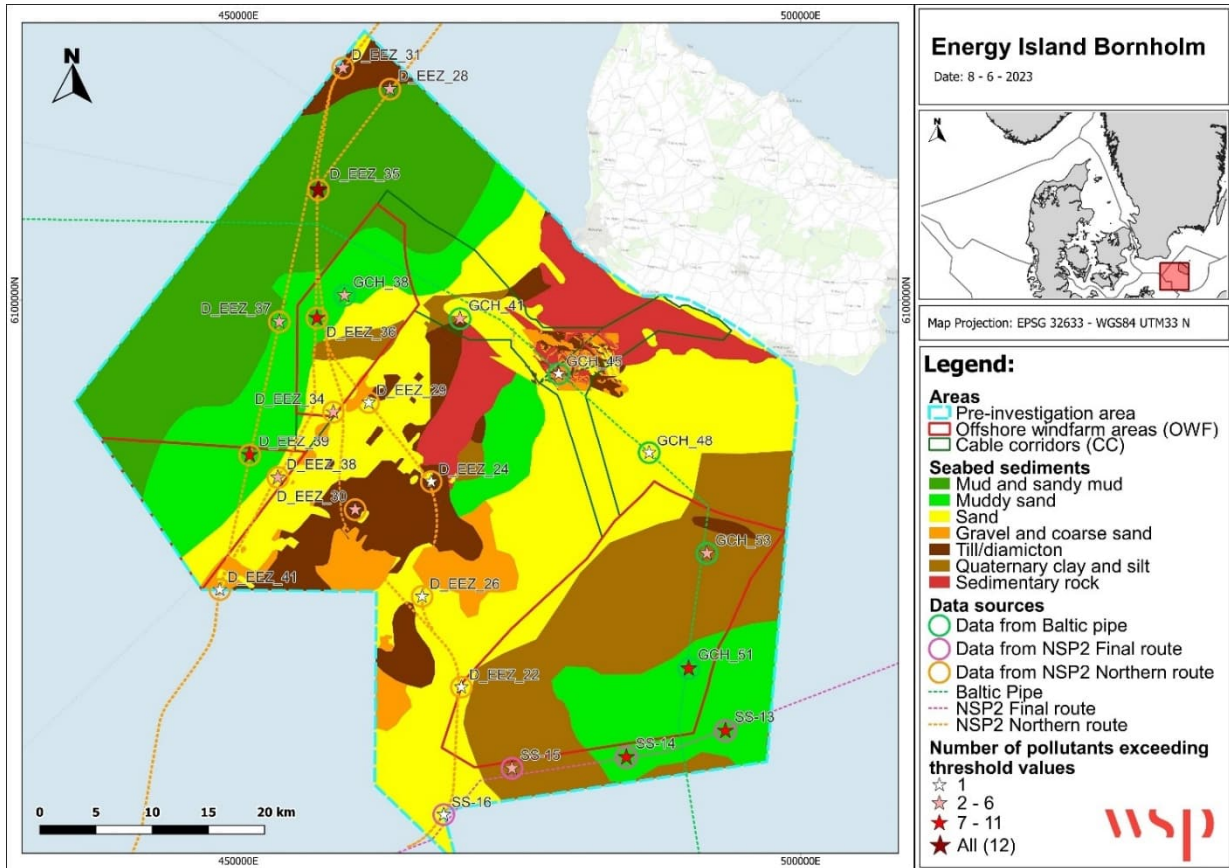 450000E
500000E
N
D_EEZ_31
D_EEZ_28
D_EEZ_35
6100000N
6100000N
GCH_38
D_EEZ_37
GCH_41
D_EEZ_36
GCH_45
D_EEZ_29
D_EEZ_34
D_EEZ_39
GCH_48
D_EEZ_38
D_EEZ_24
D_EEZ_30
GCH_53
D_EEZ_41
D_EEZ_26
GCH_51
D_EEZ_22
SS-13
SS-14
SS-15
SS-16
0 5 10 15 20 km
450000E
500000E
Energy Island Bornholm
Date: 8 - 6 - 2023
N
Map Projection: EPSG 32633 - WGS84 UTM33 N
Legend:
Areas
Pre-investigation area
Offshore windfarm areas (OWF)
Cable corridors (CC)
Seabed sediments
Mud and sandy mud
Muddy sand
Sand
Gravel and coarse sand
Till/diamicton
Quaternary clay and silt
Sedimentary rock
Data sources
Data from Baltic pipe
Data from NSP2 Final route
Data from NSP2 Northern route
Baltic Pipe
NSP2 Final route
NSP2 Northern route
Number of pollutants exceeding
threshold values
1
2 - 6
7 - 11
All (12)
wsp